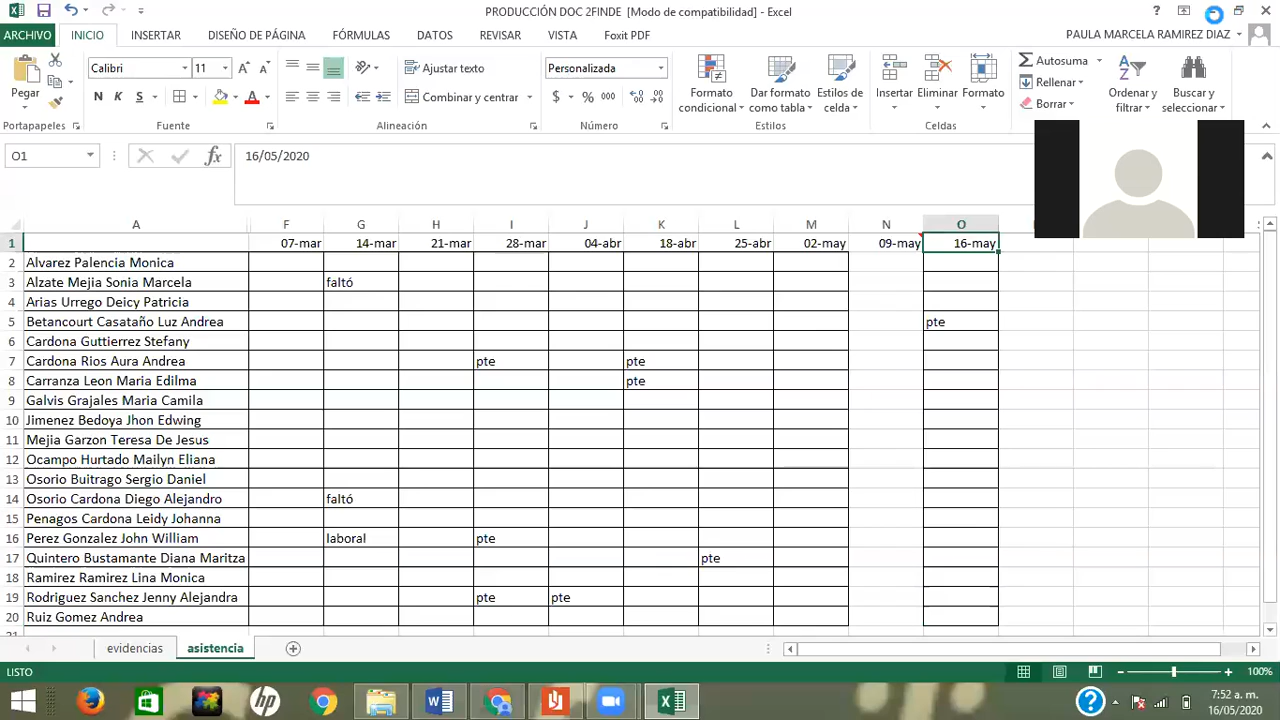 PRODUCCIÓN DOC 2FINDE [Modo de compatibilidad] - Excel
?
ARCHIVO INICIO INSERTAR DISEÑO DE PÁGINA FÓRMULAS DATOS REVISAR VISTA Foxit PDF PAULA MARCELA RAMIREZ DIAZ
Pegar
Calibri 11
N K S
Ajustar texto
Combinar y centrar
Personalizada
$ % 000
Formato condicional
Dar formato como tabla
Estilos de celda
Insertar Eliminar Formato
Autosuma
Rellenar
Borrar
Ordenar y filtrar
Buscar y seleccionar
Portapapeles Fuente Alineación Número Estilos Celdas
O1 fx 16/05/2020
A F G H I J K L M N O
1 07-mar 14-mar 21-mar 28-mar 04-abr 18-abr 25-abr 02-may 09-may 16-may
2 Alvarez Palencia Monica
3 Alzate Mejia Sonia Marcela faltó
4 Arias Urrego Deicy Patricia
5 Betancourt Casataño Luz Andrea pte
6 Cardona Guttierrez Stefany
7 Cardona Rios Aura Andrea pte pte
8 Carranza Leon Maria Edilma pte
9 Galvis Grajales Maria Camila
10 Jimenez Bedoya Jhon Edwing
11 Mejia Garzon Teresa De Jesus
12 Ocampo Hurtado Mailyn Eliana
13 Osorio Buitrago Sergio Daniel
14 Osorio Cardona Diego Alejandro faltó
15 Penagos Cardona Leidy Johanna
16 Perez Gonzalez John William laboral pte
17 Quintero Bustamante Diana Maritza pte
18 Ramirez Ramirez Lina Monica
19 Rodriguez Sanchez Jenny Alejandra pte pte
20 Ruiz Gomez Andrea
evidencias asistencia
LISTO 100%
7:52 a. m.
16/05/2020